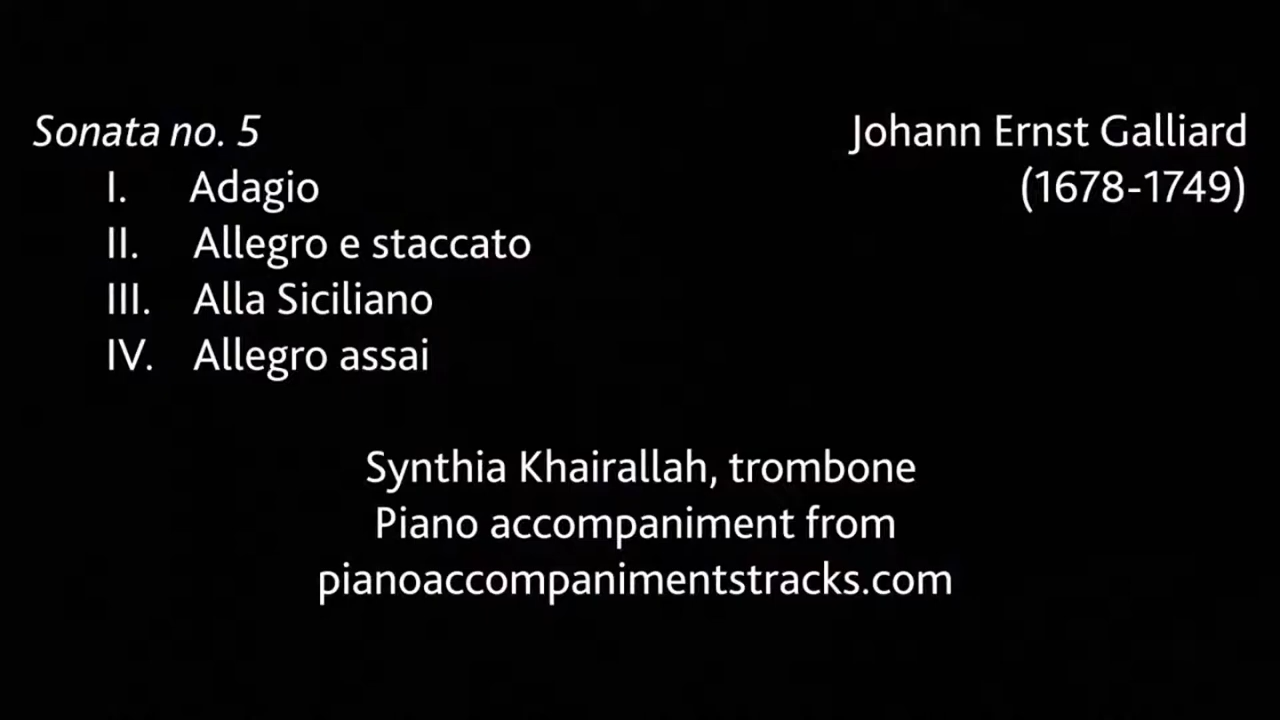 Sonata no. 5
Johann Ernst Galliard
(1678-1749)
I. Adagio
II. Allegro e staccato
III. Alla Siciliano
IV. Allegro assai
Synthia Khairallah, trombone
Piano accompaniment from
pianoaccompanimentstracks.com